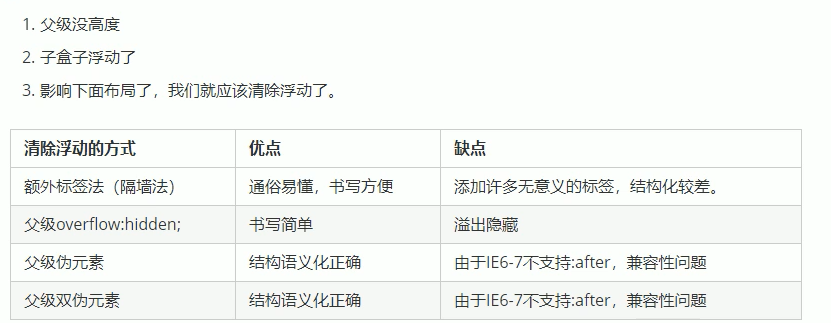 1. 父级没高度
2. 子盒子浮动了
3. 影响下面布局了，我们就应该清除浮动了。
清除浮动的方式 优点 缺点
额外标签法（隔墙法） 通俗易懂，书写方便 添加许多无意义的标签，结构化较差。
父级overflow:hidden; 书写简单 溢出隐藏
父级伪元素 结构语义化正确 由于IE6-7不支持:after，兼容性问题
父级双伪元素 结构语义化正确 由于IE6-7不支持:after，兼容性问题